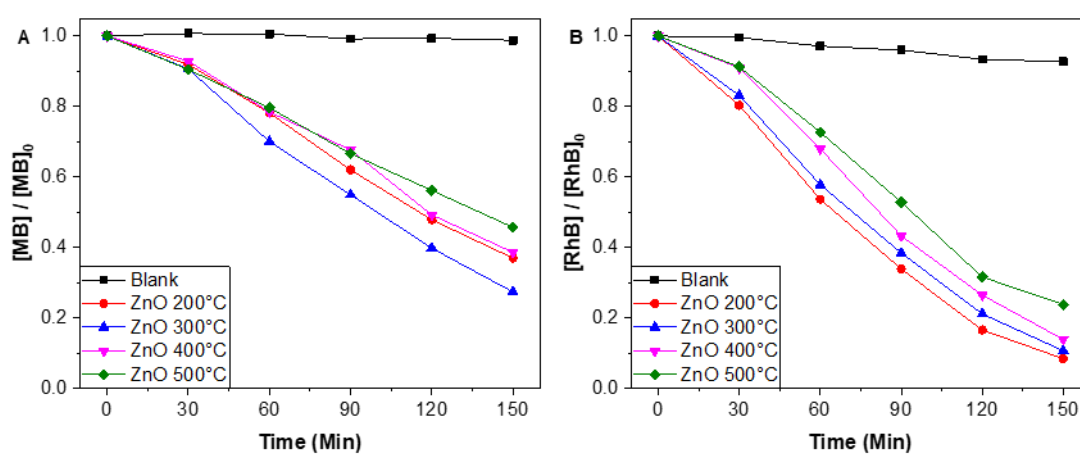 A
[MB] / [MB]₀
1.0
0.8
0.6
0.4
0.2
0.0
Blank
ZnO 200°C
ZnO 300°C
ZnO 400°C
ZnO 500°C
0 30 60 90 120 150
Time (Min)
B
[RhB] / [RhB]₀
1.0
0.8
0.6
0.4
0.2
0.0
Blank
ZnO 200°C
ZnO 300°C
ZnO 400°C
ZnO 500°C
0 30 60 90 120 150
Time (Min)